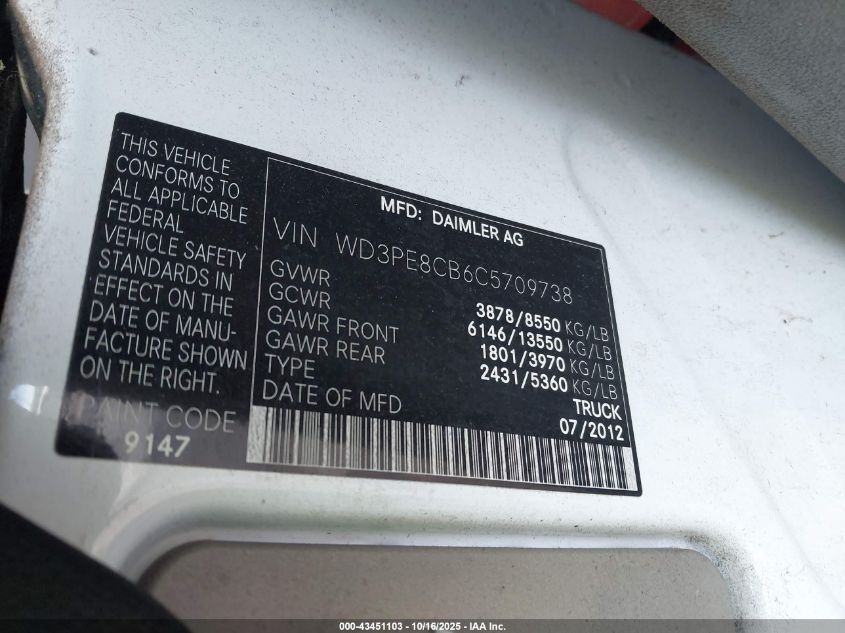 THIS VEHICLE
CONFORMS TO
ALL APPLICABLE
FEDERAL
VEHICLE SAFETY
STANDARDS IN
EFFECT ON THE
DATE OF MANU-
FACTURE SHOWN
ON THE RIGHT.
PAINT CODE
9147
MFD: DAIMLER AG
VIN WD3PE8CB6C5709738
GVWR 3878/8550 KG/LB
GCWR 6146/13550 KG/LB
GAWR FRONT 1801/3970 KG/LB
GAWR REAR 2431/5360 KG/LB
TYPE TRUCK
DATE OF MFD 07/2012
000-43451103 - 10/16/2025 - IAA Inc.